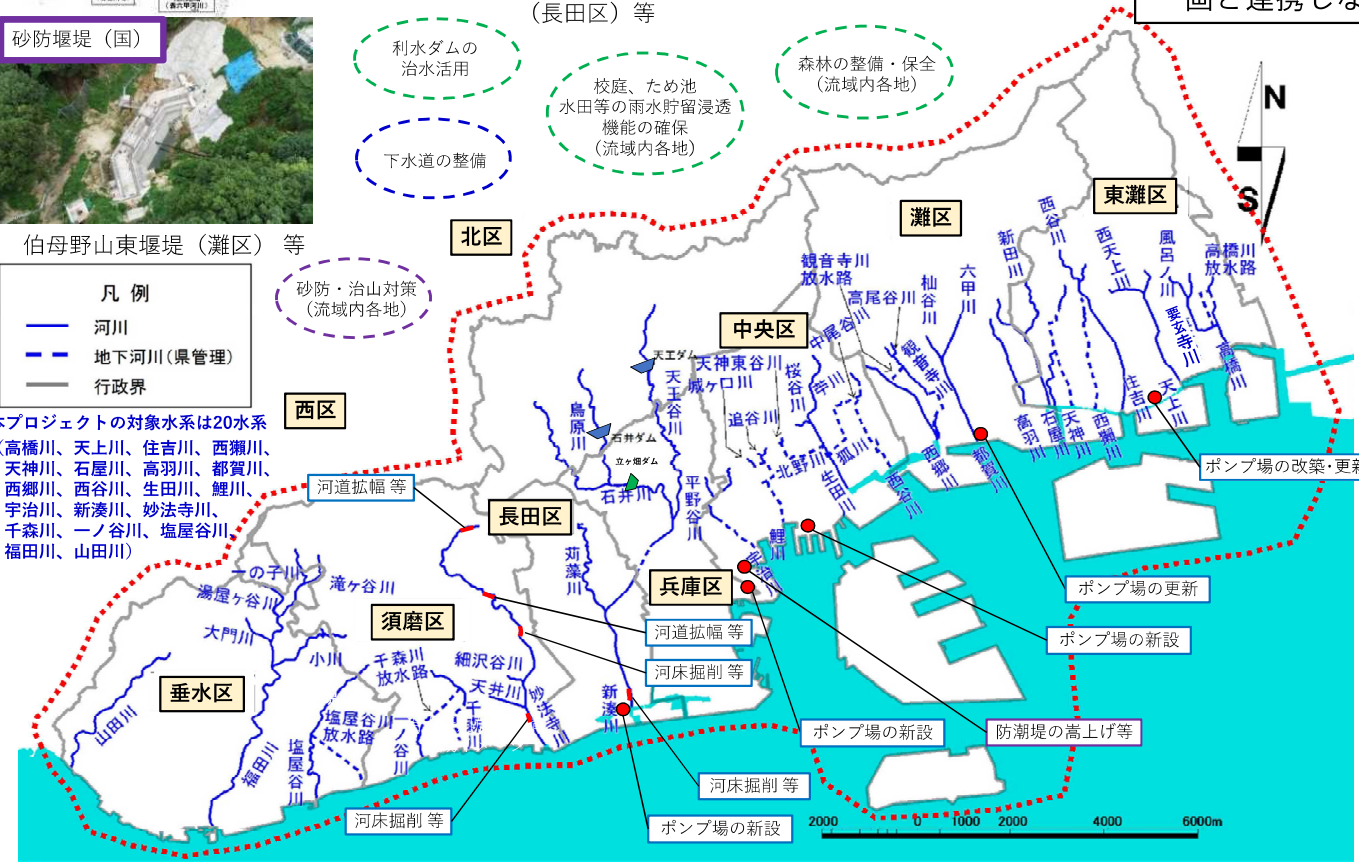 (表六甲河川)
(長田区)等
砂防堰堤(国)
利水ダムの
治水活用
校庭、ため池
水田等の雨水貯留浸透
機能の確保
(流域内各地)
森林の整備・保全
(流域内各地)
下水道の整備
伯母野山東堰堤(灘区) 等
砂防・治山対策
(流域内各地)
凡 例
河川
地下河川(県管理)
行政界
本プロジェクトの対象水系は20水系
(高橋川、天上川、住吉川、西瀬川、
天神川、石屋川、高羽川、都賀川、
西郷川、西谷川、生田川、鯉川、
宇治川、新湊川、妙法寺川、
千森川、一ノ谷川、塩屋谷川、
福田川、山田川)
N
S
北区
灘区
東灘区
中央区
西区
長田区
兵庫区
須磨区
垂水区
新田川
西谷川
西天上川
風呂ノ川
高橋川
放水路
観音寺川
放水路
高尾谷川
杣谷川
六甲川
中尾谷川
観音寺川
要玄寺川
高橋川
天王ダム
天神東谷川
城ヶ口川
桜谷川
幸川
追谷川
天王谷川
烏原川
石井ダム
立ヶ畑ダム
石井川
平野谷川
北野川
狐川
生田川
西谷川
西郷川
都賀川
高羽川
石屋川
天神川
西瀬川
住吉川
天上川
鯉川
宇治川
苅藻川
新湊川
一の子川
滝ヶ谷川
湯屋ヶ谷川
大門川
小川
千森川
放水路
細沢谷川
天井川
妙法寺川
千森川
一ノ谷川
塩屋谷川
放水路
塩屋谷川
福田川
山田川
河道拡幅 等
河道拡幅 等
河床掘削 等
河床掘削 等
河床掘削 等
ポンプ場の新設
ポンプ場の新設
ポンプ場の新設
防潮堤の嵩上げ等
ポンプ場の更新
ポンプ場の改築・更新
2000 0 1000 2000 4000 6000m